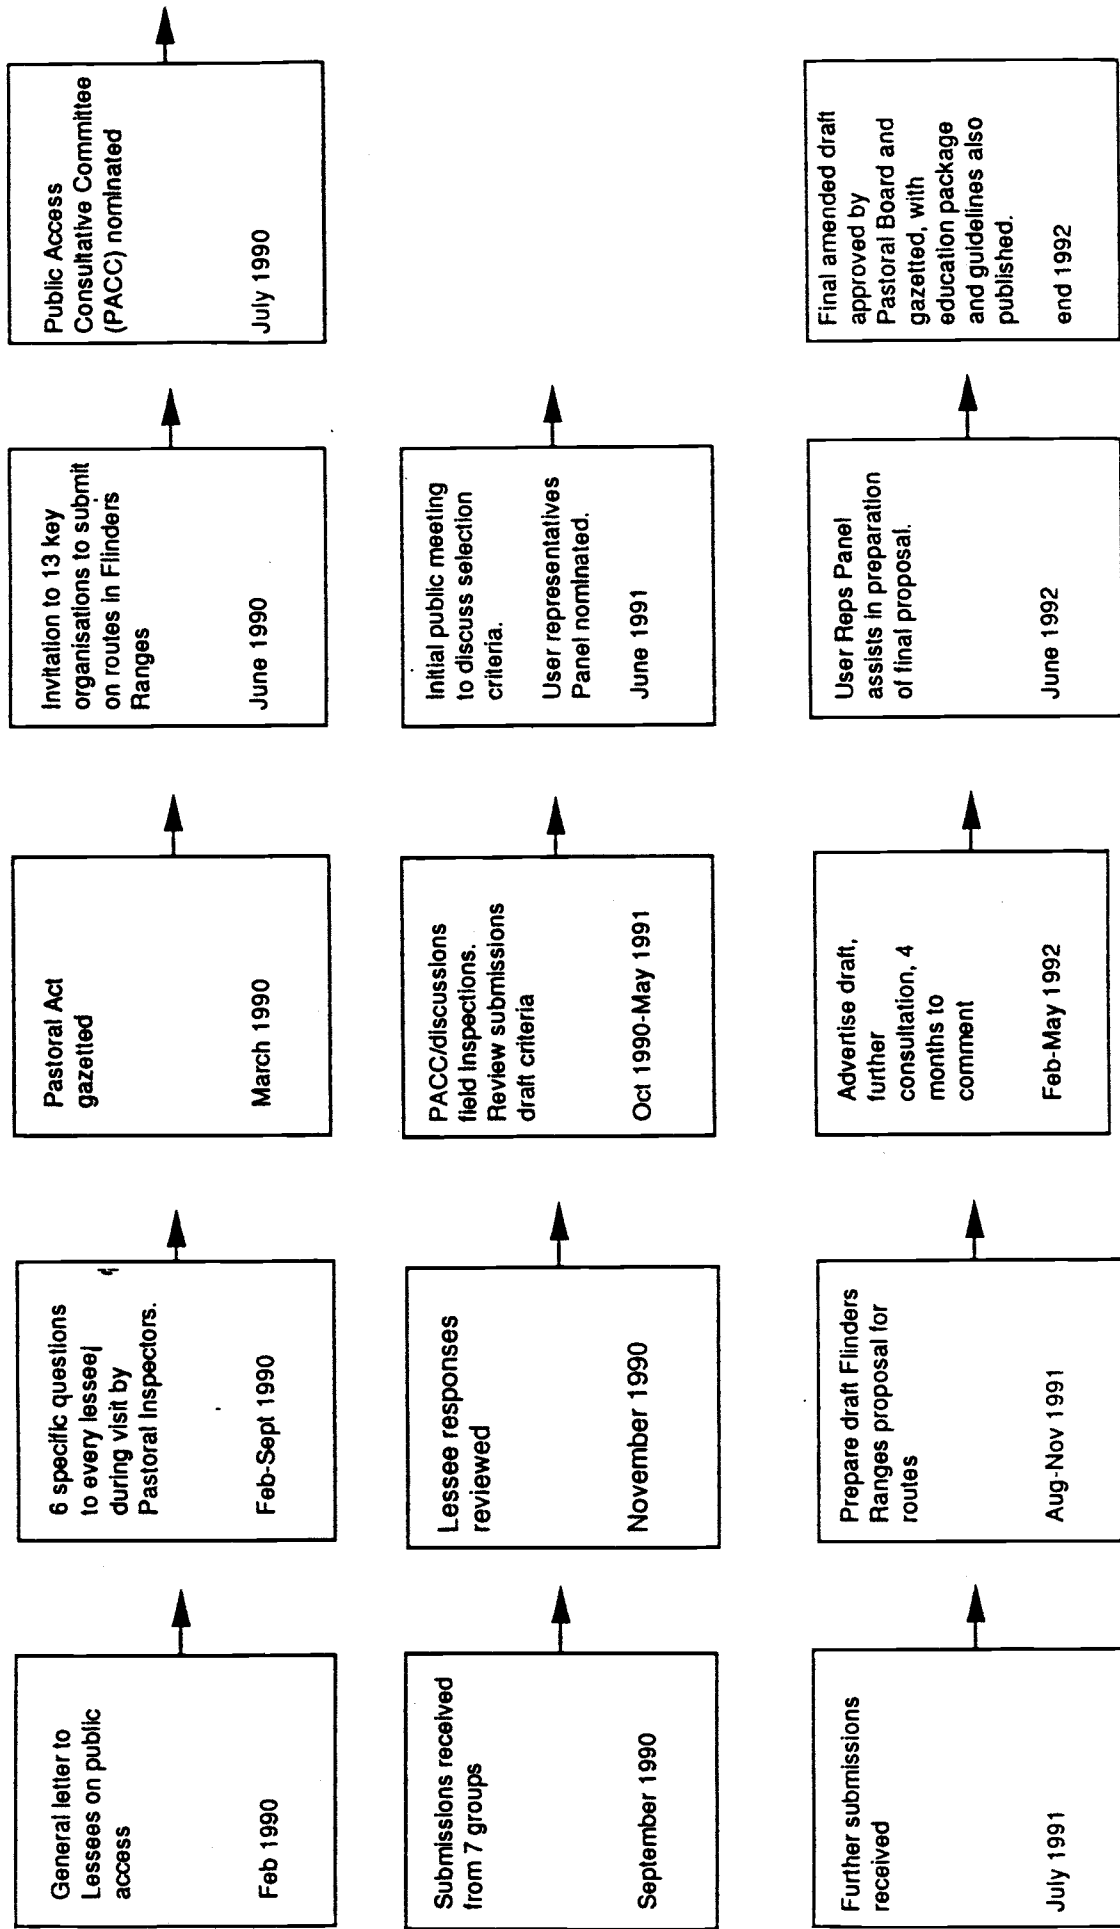 General letter to
Lessees on public
access
Feb 1990
6 specific questions
to every lessee
during visit by
Pastoral Inspectors.
Feb-Sept 1990
Pastoral Act
gazetted
March 1990
Invitation to 13 key
organisations to submit
on routes in Flinders
Ranges
June 1990
Public Access
Consultative Committee
(PACC) nominated
July 1990
Submissions received
from 7 groups
September 1990
Lessee responses
reviewed
November 1990
PACC/discussions
field inspections.
Review submissions
draft criteria
Oct 1990-May 1991
Initial public meeting
to discuss selection
criteria.
User representatives
Panel nominated.
June 1991
Further submissions
received
July 1991
Prepare draft Flinders
Ranges proposal for
routes
Aug-Nov 1991
Advertise draft,
further
consultation, 4
months to
comment
Feb-May 1992
User Reps Panel
assists in preparation
of final proposal.
June 1992
Final amended draft
approved by
Pastoral Board and
gazetted, with
education package
and guidelines also
published.
end 1992